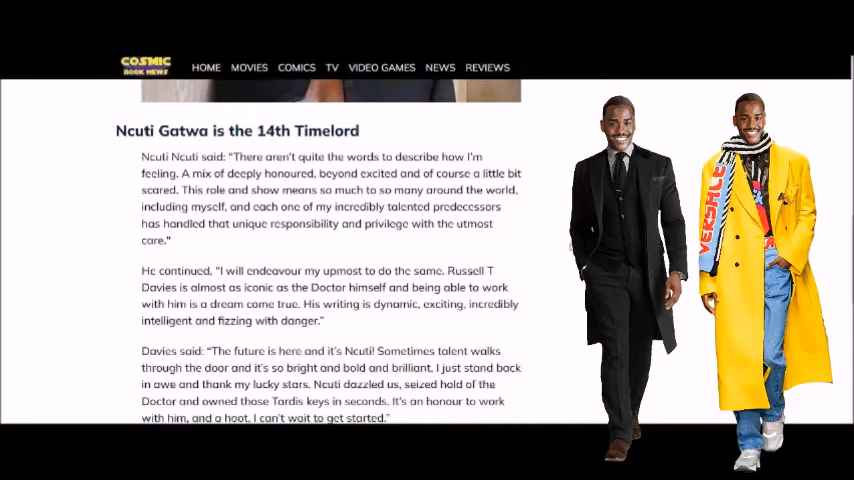 COSMIC
BOOK NEWS
HOME MOVIES COMICS TV VIDEO GAMES NEWS REVIEWS
Ncuti Gatwa is the 14th Timelord
Ncuti Ncuti said: “There aren’t quite the words to describe how I’m
feeling. A mix of deeply honoured, beyond excited and of course a little bit
scared. This role and show means so much to so many around the world,
including myself, and each one of my incredibly talented predecessors
has handled that unique responsibility and privilege with the utmost
care."
He continued, "I will endeavour my upmost to do the same. Russell T
Davies is almost as iconic as the Doctor himself and being able to work
with him is a dream come true. His writing is dynamic, exciting, incredibly
intelligent and fizzing with danger.”
Davies said: “The future is here and it’s Ncuti! Sometimes talent walks
through the door and it’s so bright and bold and brilliant, I just stand back
in awe and thank my lucky stars. Ncuti dazzled us, seized hold of the
Doctor and owned those Tardis keys in seconds. It’s an honour to work
with him, and a hoot, I can’t wait to get started.”
VERSACE